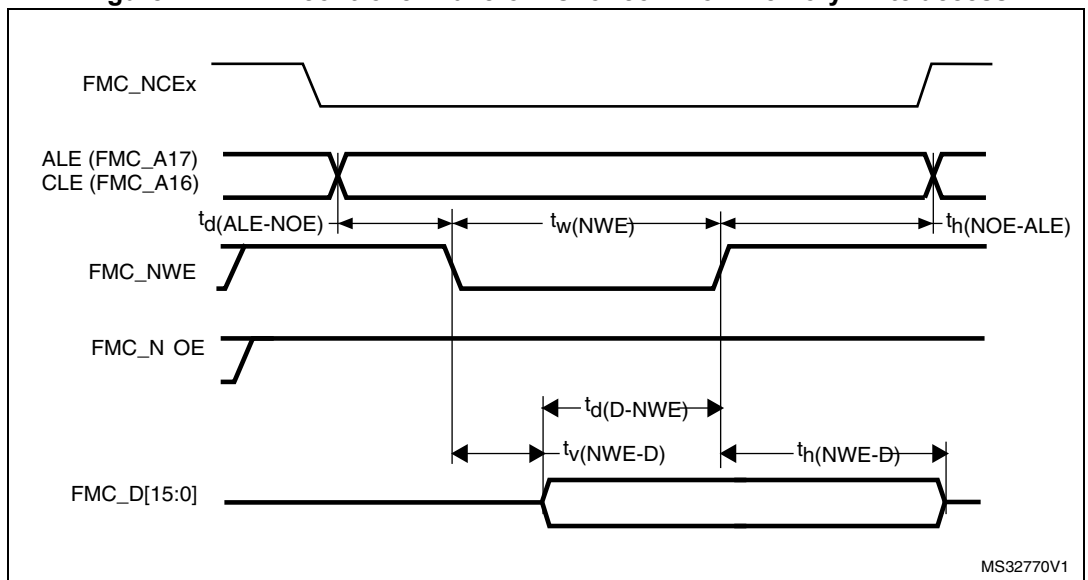 FMC_NCEx
ALE (FMC_A17)
CLE (FMC_A16)
td(ALE-NOE)
tw(NWE)
th(NOE-ALE)
FMC_NWE
FMC_N OE
td(D-NWE)
tv(NWE-D)
th(NWE-D)
FMC_D[15:0]
MS32770V1